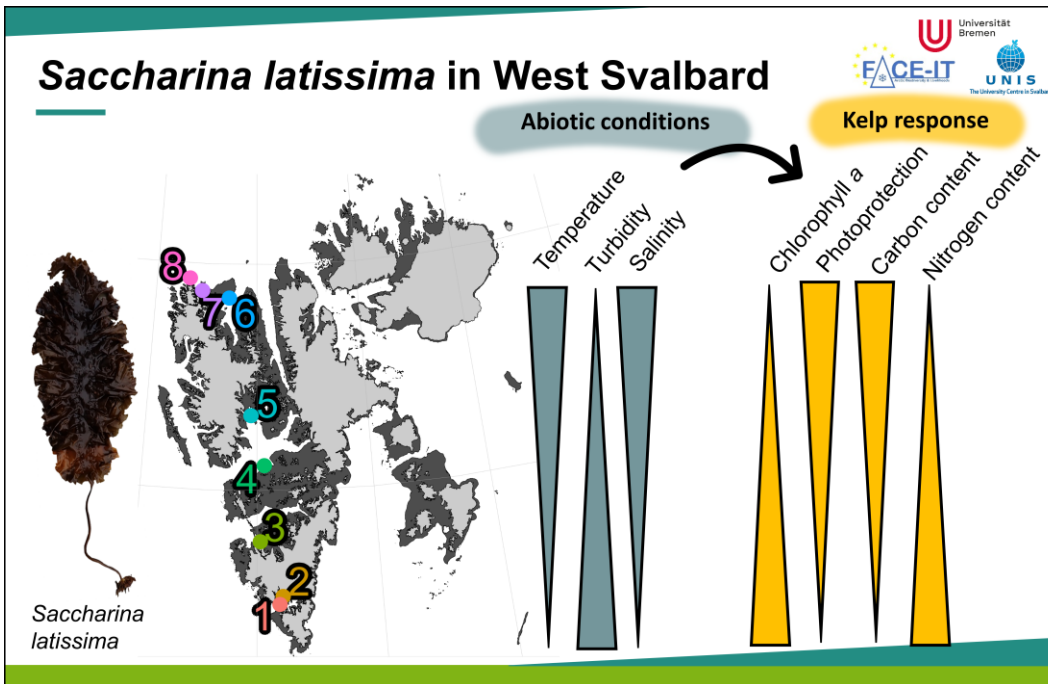 Saccharina latissima in West Svalbard
Universität
Bremen
FACE-IT
UNIS
The University Centre in Svalbard
Abiotic conditions
Kelp response
Temperature
Turbidity
Salinity
Chlorophyll a
Photoprotection
Carbon content
Nitrogen content
8
7
6
5
4
3
2
1
Saccharina
latissima